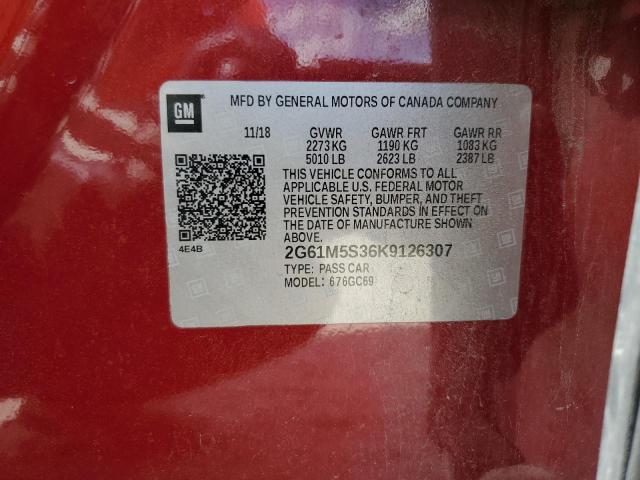 GM
MFD BY GENERAL MOTORS OF CANADA COMPANY
11/18 GVWR GAWR FRT GAWR RR
2273 KG 1190 KG 1083 KG
5010 LB 2623 LB 2387 LB
THIS VEHICLE CONFORMS TO ALL
APPLICABLE U.S. FEDERAL MOTOR
VEHICLE SAFETY, BUMPER, AND THEFT
PREVENTION STANDARDS IN EFFECT ON
THE DATE OF MANUFACTURE SHOWN
ABOVE.
4E4B
2G61M5S36K9126307
TYPE: PASS CAR
MODEL: 676GC69